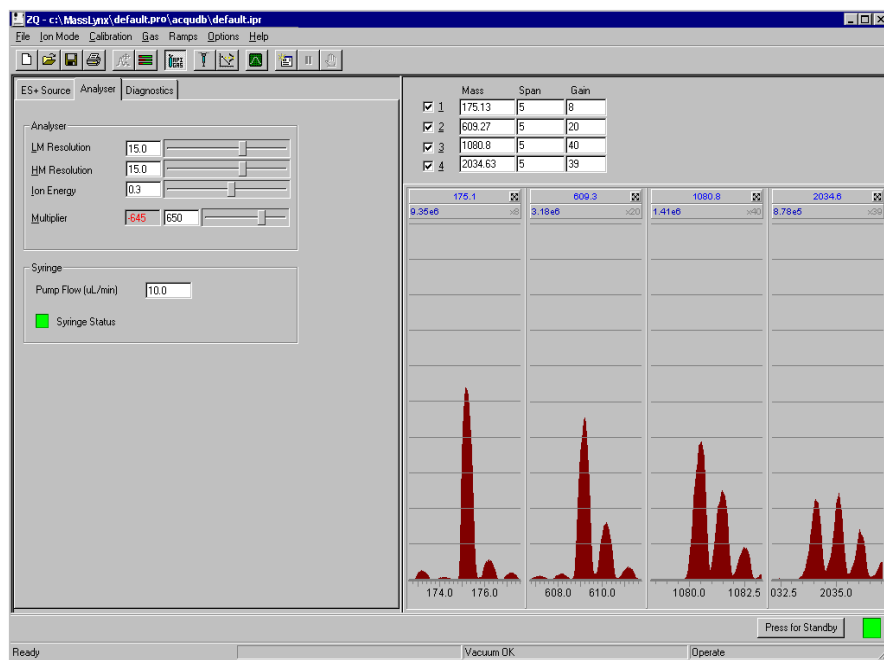 ZQ - c:\MassLynx\default.pro\acqudb\default.ipr
File Ion Mode Calibration Gas Ramps Options Help
ES+ Source Analyser Diagnostics
Analyser
LM Resolution 15.0
HM Resolution 15.0
Ion Energy 0.3
Multiplier -645 650
Syringe
Pump Flow (uL/min) 10.0
Syringe Status
Mass Span Gain
1 175.13 5 8
2 609.27 5 20
3 1080.8 5 40
4 2034.63 5 39
175.1 609.3 1080.8 2034.6
9.35e6 x8 3.18e6 x20 1.41e6 x40 8.78e5 x39
174.0 176.0 608.0 610.0 1080.0 1082.5 032.5 2035.0
Press for Standby
Ready Vacuum OK Operate